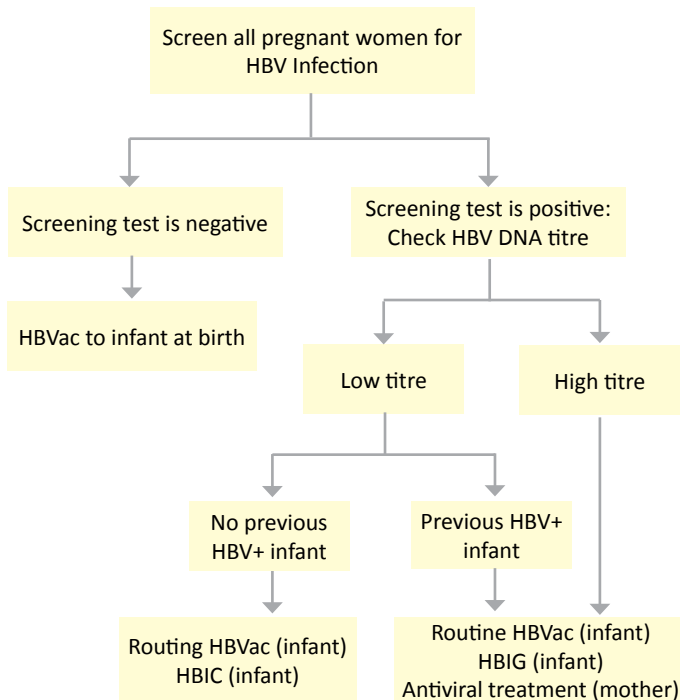 Screen all pregnant women for
HBV Infection
Screening test is negative
Screening test is positive:
Check HBV DNA titre
HBVac to infant at birth
Low titre
High titre
No previous
HBV+ infant
Previous HBV+
infant
Routing HBVac (infant)
HBIC (infant)
Routine HBVac (infant)
HBIG (infant)
Antiviral treatment (mother)